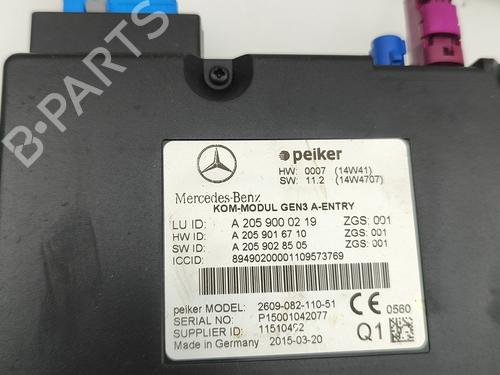 peiker
HW: 0007 (14W41)
SW: 11.2 (14W4707)
Mercedes-Benz
KOM-MODUL GEN3 A-ENTRY
LU ID: A 205 900 02 19 ZGS: 001
HW ID: A 205 901 67 10 ZGS: 001
SW ID: A 205 902 85 05 ZGS: 001
ICCID: 89490200001109573769
peiker MODEL: 2609-082-110-51
SERIAL NO: P15001042077
SUPPLIER ID: 11510492
Made in Germany 2015-03-20
CE 0560
Q1
B-PARTS